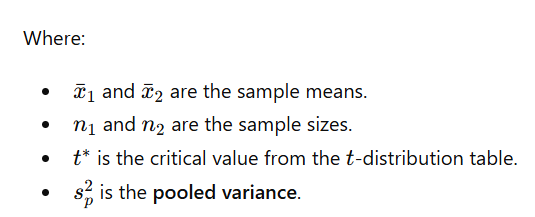 Where:
• x̄₁ and x̄₂ are the sample means.
• n₁ and n₂ are the sample sizes.
• t* is the critical value from the t-distribution table.
• s²ₚ is the pooled variance.